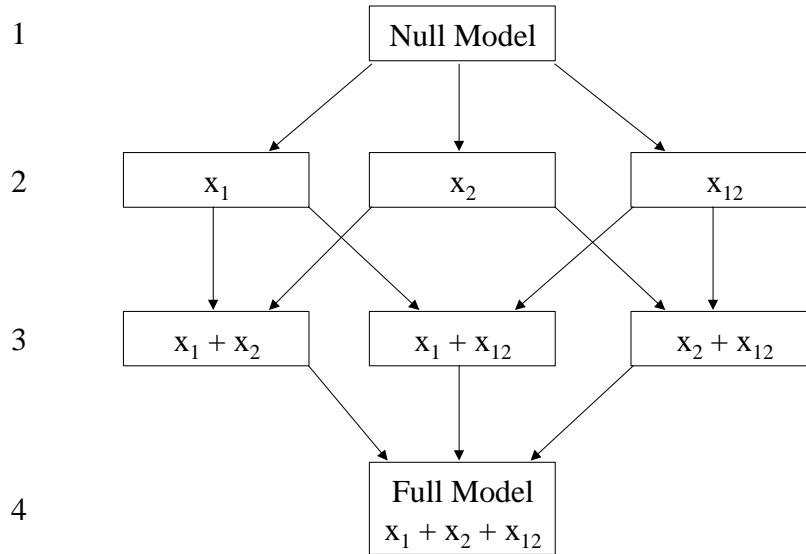 1
Null Model
2
x₁
x₂
x₁₂
3
x₁ + x₂
x₁ + x₁₂
x₂ + x₁₂
4
Full Model
x₁ + x₂ + x₁₂